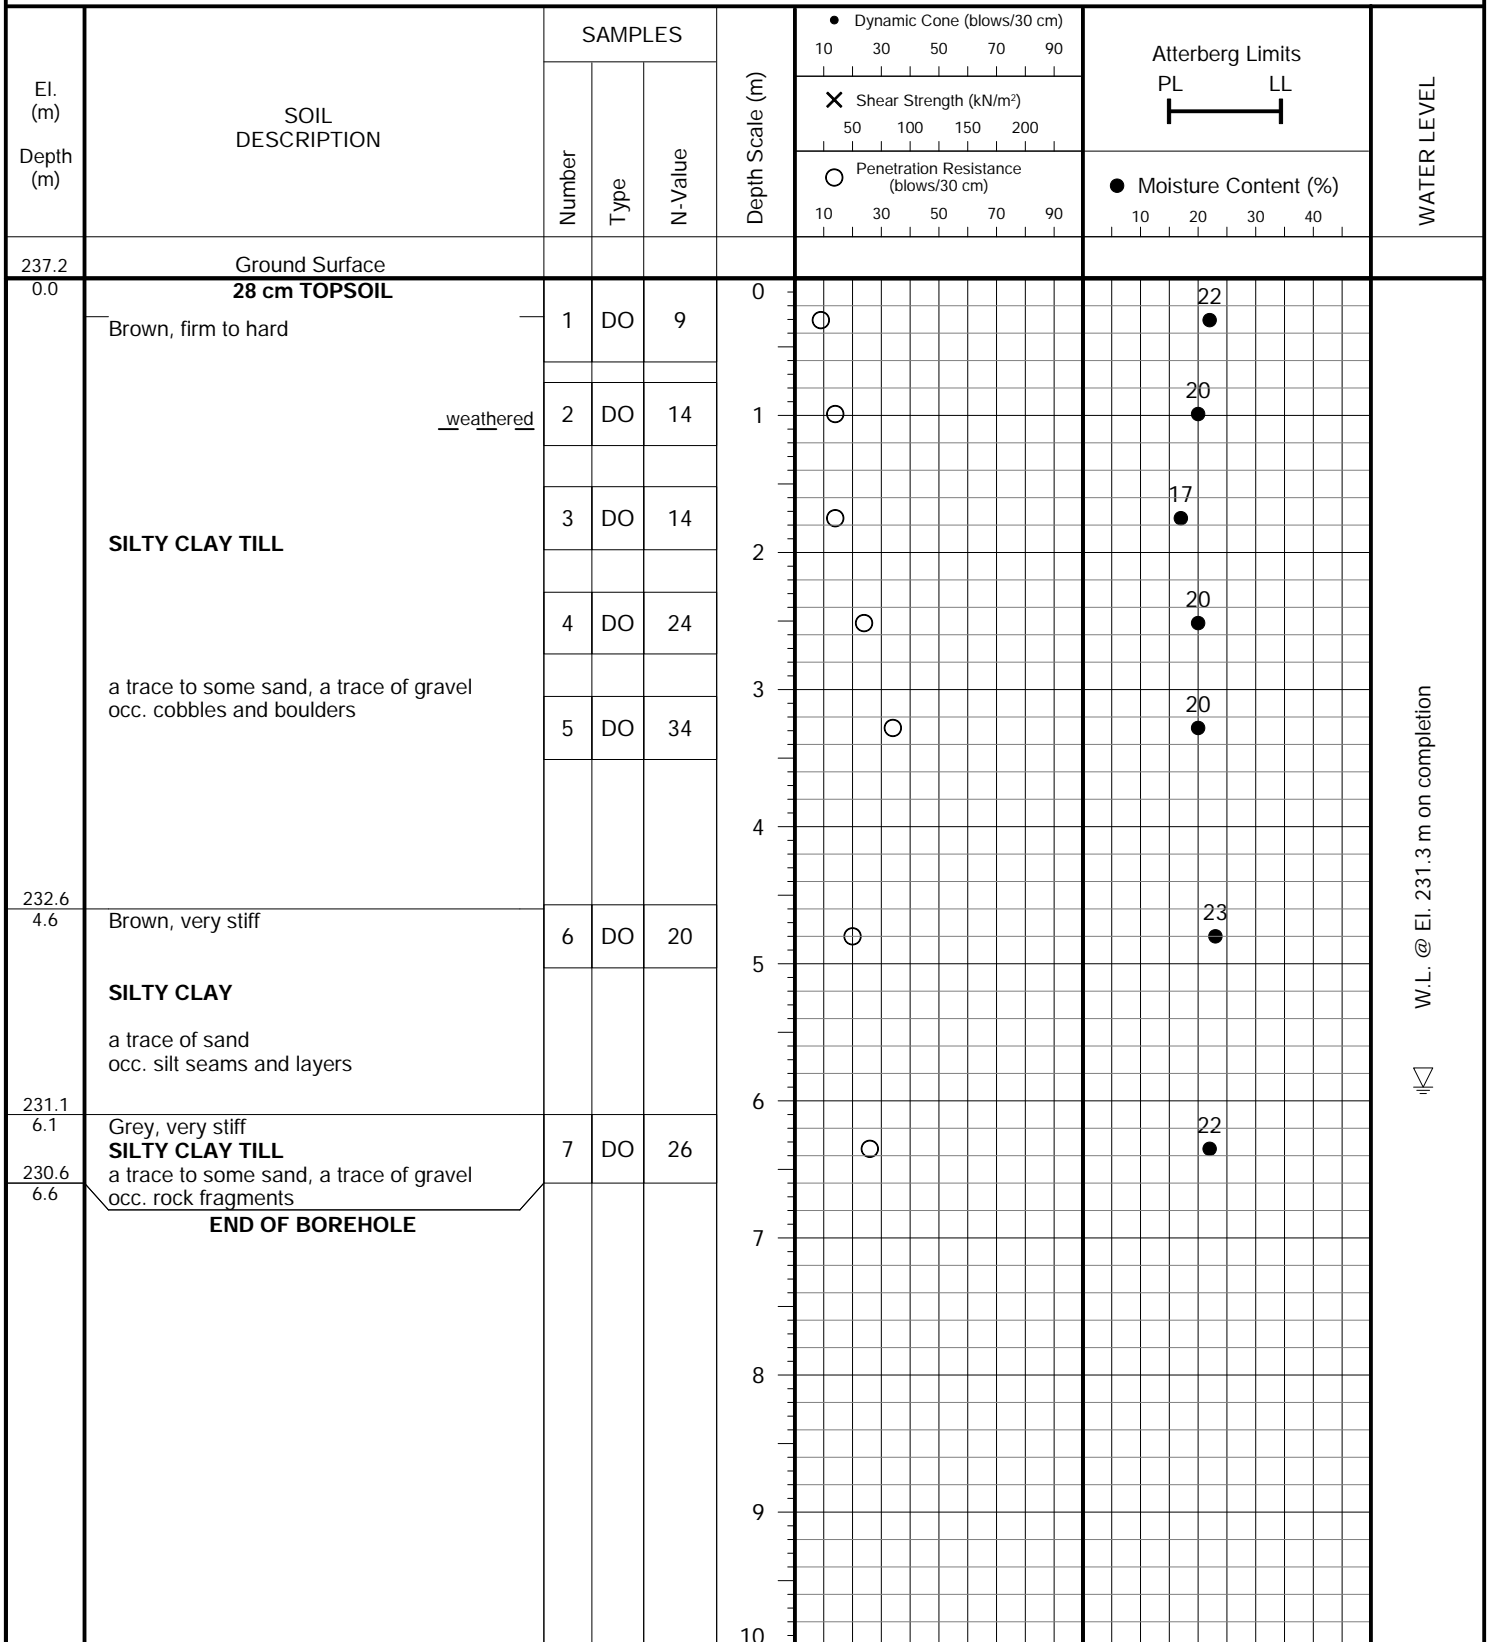 El.
(m)
Depth
(m)
SOIL
DESCRIPTION
SAMPLES
Number
Type
N-Value
Depth Scale (m)
Dynamic Cone (blows/30 cm)
10 30 50 70 90
Shear Strength (kN/m²)
50 100 150 200
Penetration Resistance
(blows/30 cm)
10 30 50 70 90
Atterberg Limits
PL LL
Moisture Content (%)
10 20 30 40
WATER LEVEL
237.2 Ground Surface
0.0 28 cm TOPSOIL 0 22
Brown, firm to hard 1 DO 9
20
weathered 2 DO 14 1
17
3 DO 14
SILTY CLAY TILL 2
20
4 DO 24
a trace to some sand, a trace of gravel 3
occ. cobbles and boulders 20
5 DO 34
W.L. @ El. 231.3 m on completion
4
232.6
4.6 Brown, very stiff 23
6 DO 20
5
SILTY CLAY
a trace of sand
occ. silt seams and layers
231.1 6
6.1 Grey, very stiff 22
SILTY CLAY TILL 7 DO 26
230.6 a trace to some sand, a trace of gravel
6.6 occ. rock fragments
END OF BOREHOLE
7
8
9
10